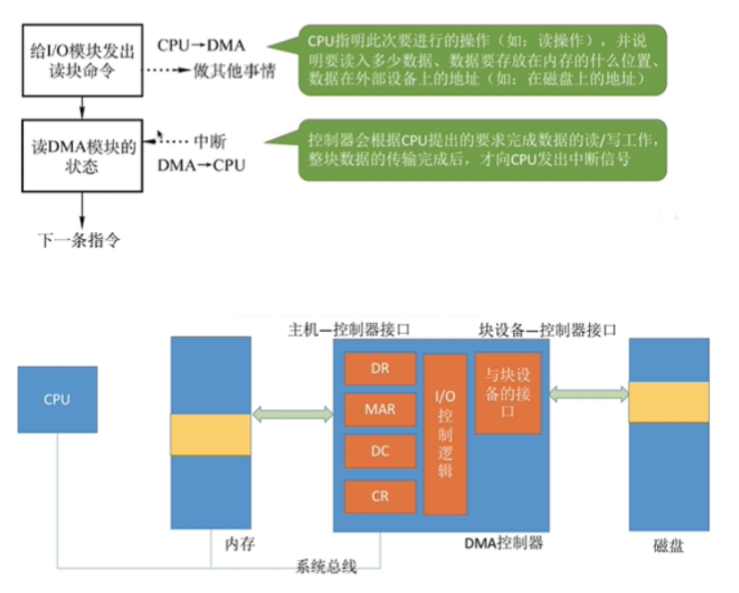 给I/O模块发出
读块命令
CPU→DMA
做其他事情
CPU指明此次要进行的操作（如：读操作），并说
明要读入多少数据、数据要存放在内存的什么位置、
数据在外部设备上的地址（如：在磁盘上的地址）
读DMA模块的
状态
中断
DMA→CPU
控制器会根据CPU提出的要求完成数据的读/写工作，
整块数据的传输完成后，才向CPU发出中断信号
下一条指令
主机—控制器接口
块设备—控制器接口
CPU
DR
MAR
DC
CR
I/O
控
制
逻
辑
与块设
备的接
口
内存
DMA控制器
磁盘
系统总线